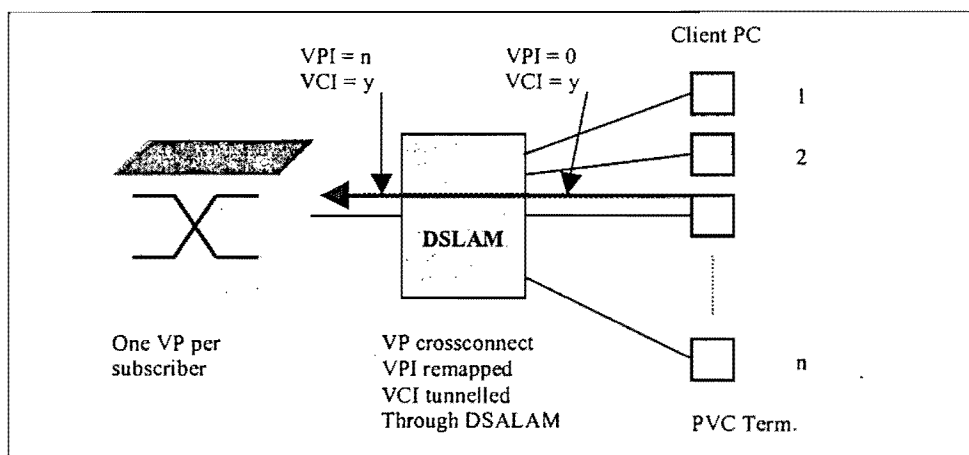 Client PC
VPI = n
VCI = y
VPI = 0
VCI = y
1
2
DSLAM
n
One VP per
subscriber
VP crossconnect
VPI remapped
VCI tunnelled
Through DSALAM
PVC Term.